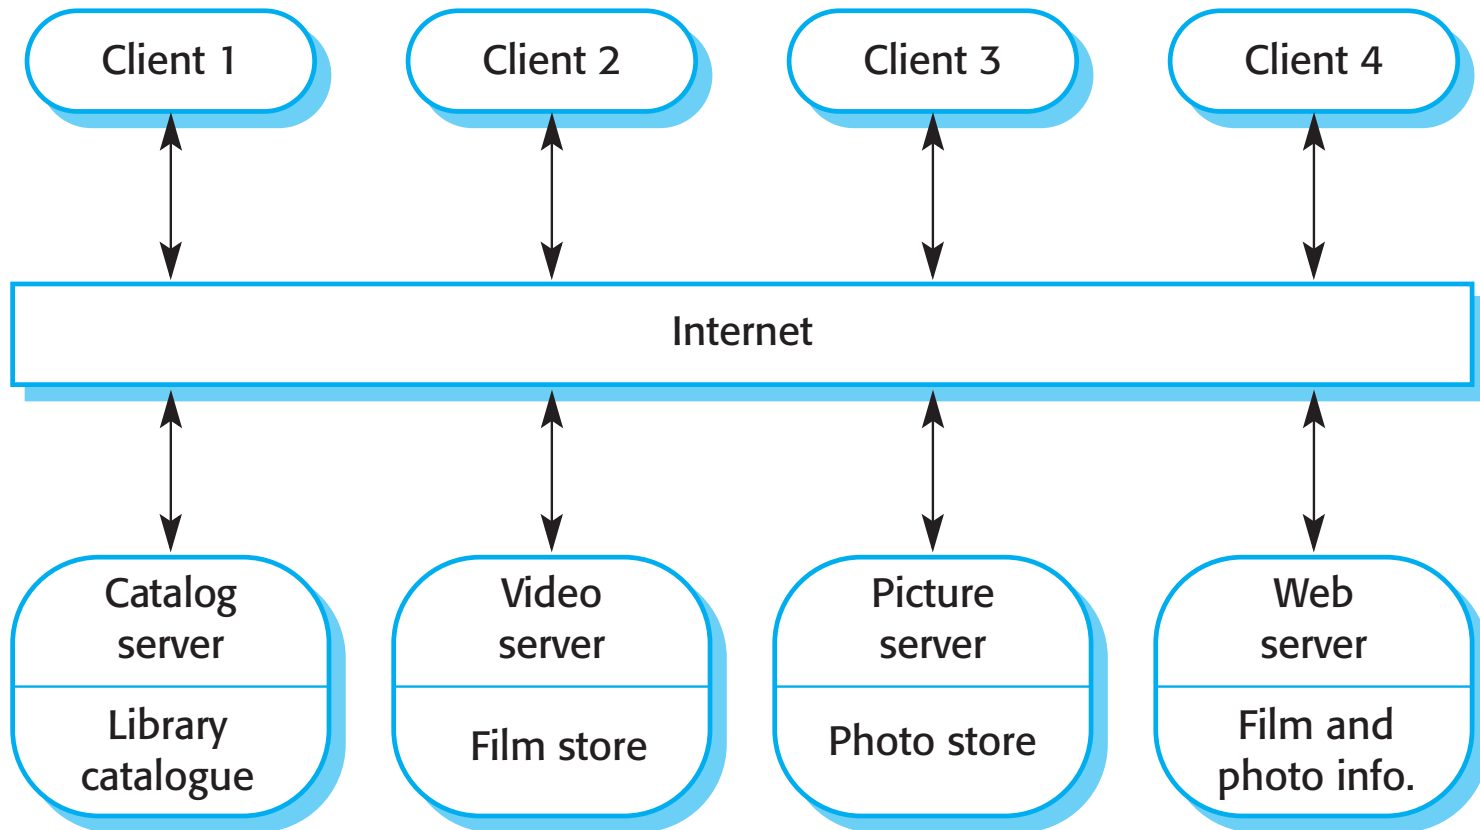 Client 1
Client 2
Client 3
Client 4
Internet
Catalog
server
Library
catalogue
Video
server
Film store
Picture
server
Photo store
Web
server
Film and
photo info.